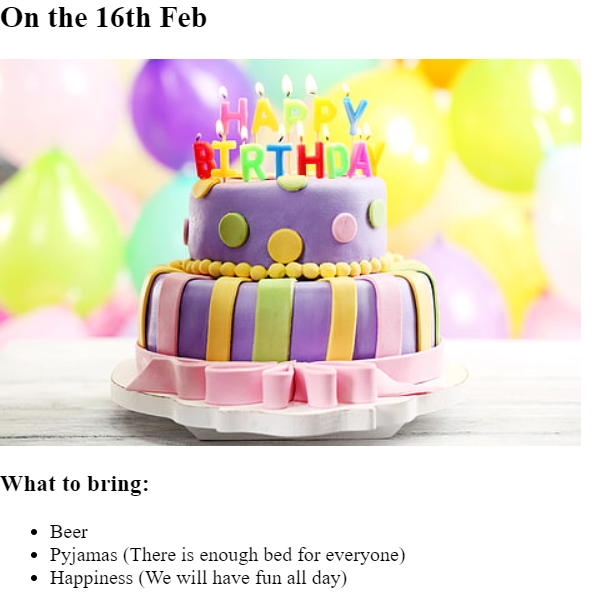 On the 16th Feb
HAPPY
BIRTHDAY
What to bring:
Beer
Pyjamas (There is enough bed for everyone)
Happiness (We will have fun all day)